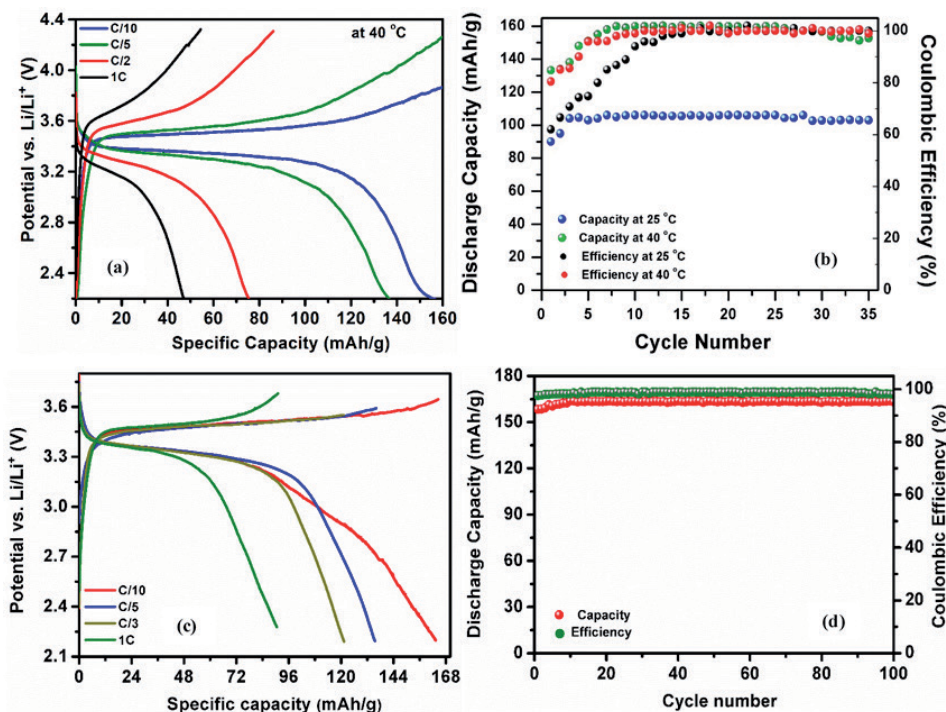 4.4
4.0
3.6
3.2
2.8
2.4
Potential vs. Li/Li⁺ (V)
C/10
C/5
C/2
1C
at 40 °C
(a)
0 20 40 60 80 100 120 140 160
Specific Capacity (mAh/g)
160
140
120
100
80
60
40
20
0
Discharge Capacity (mAh/g)
100
80
60
40
20
0
Coulombic Efficiency (%)
Capacity at 25 °C
Capacity at 40 °C
Efficiency at 25 °C
Efficiency at 40 °C
(b)
0 5 10 15 20 25 30 35
Cycle Number
3.6
3.3
3.0
2.7
2.4
2.1
Potential vs. Li/Li⁺ (V)
C/10
C/5
C/3
1C
(c)
0 24 48 72 96 120 144 168
Specific capacity (mAh/g)
180
150
120
90
60
30
0
Discharge Capacity (mAh/g)
100
80
60
40
20
0
Coulombic Efficiency (%)
Capacity
Efficiency
(d)
0 20 40 60 80 100
Cycle number